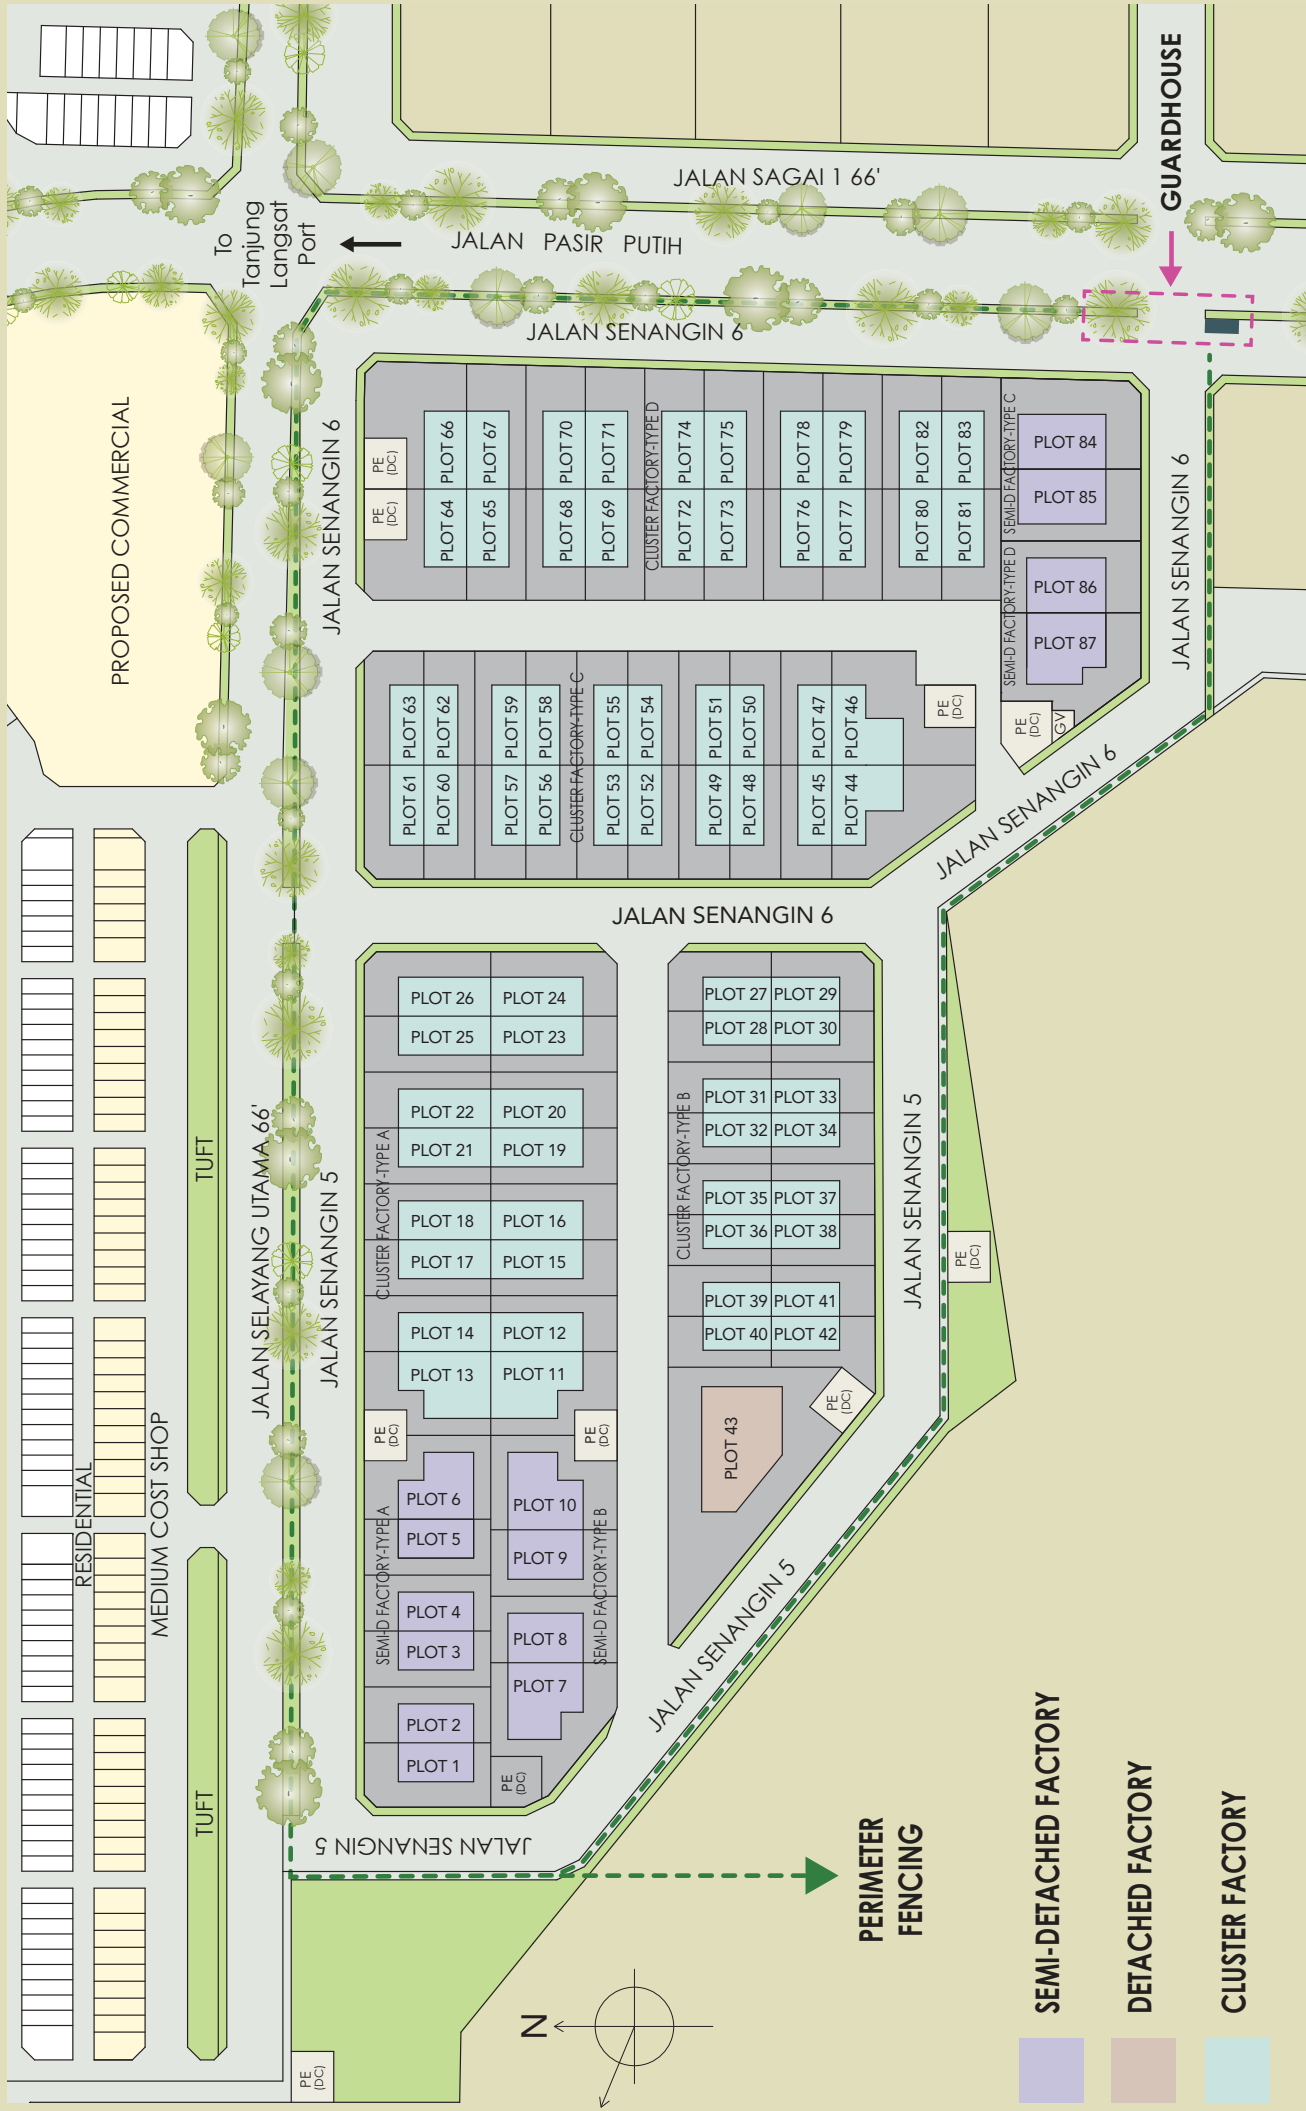 GUARDHOUSE
JALAN SAGAI 1 66'
To
Tanjung
Langsat
Port
JALAN PASIR PUTIH
JALAN SENANGIN 6
PROPOSED COMMERCIAL
JALAN SENANGIN 6
PE
(DC)
PE
(DC)
PLOT 66
PLOT 67
PLOT 70
PLOT 71
CLUSTER FACTORY-TYPE D
PLOT 74
PLOT 75
PLOT 78
PLOT 79
PLOT 82
PLOT 83
PLOT 64
PLOT 65
PLOT 68
PLOT 69
PLOT 72
PLOT 73
PLOT 76
PLOT 77
PLOT 80
PLOT 81
SEMI-D FACTORY-TYPE C
PLOT 84
PLOT 85
SEMI-D FACTORY-TYPE D
PLOT 86
PLOT 87
PE
(DC)
GV
JALAN SENANGIN 6
PLOT 63
PLOT 62
PLOT 59
PLOT 58
CLUSTER FACTORY-TYPE C
PLOT 55
PLOT 54
PLOT 51
PLOT 50
PLOT 47
PLOT 46
PE
(DC)
PLOT 61
PLOT 60
PLOT 57
PLOT 56
PLOT 53
PLOT 52
PLOT 49
PLOT 48
PLOT 45
PLOT 44
JALAN SENANGIN 6
JALAN SENANGIN 6
PLOT 26
PLOT 24
PLOT 25
PLOT 23
PLOT 22
PLOT 20
PLOT 21
PLOT 19
CLUSTER FACTORY-TYPE A
PLOT 18
PLOT 16
PLOT 17
PLOT 15
PLOT 14
PLOT 12
PLOT 13
PLOT 11
PE
(DC)
PE
(DC)
PLOT 27
PLOT 29
PLOT 28
PLOT 30
PLOT 31
PLOT 33
PLOT 32
PLOT 34
CLUSTER FACTORY-TYPE B
PLOT 35
PLOT 37
PLOT 36
PLOT 38
PLOT 39
PLOT 41
PLOT 40
PLOT 42
PLOT 43
PE
(DC)
JALAN SENANGIN 5
PE
(DC)
TUFT
JALAN SELAYANG UTAMA 66'
JALAN SENANGIN 5
RESIDENTIAL
MEDIUM COST SHOP
TUFT
SEMI-D FACTORY-TYPE A
PLOT 6
PLOT 5
PLOT 4
PLOT 3
PLOT 2
PLOT 1
PLOT 10
PLOT 9
PLOT 8
PLOT 7
SEMI-D FACTORY-TYPE B
PE
(DC)
JALAN SENANGIN 5
JALAN SENANGIN 5
PERIMETER
FENCING
N
PE
(DC)
SEMI-DETACHED FACTORY
DETACHED FACTORY
CLUSTER FACTORY